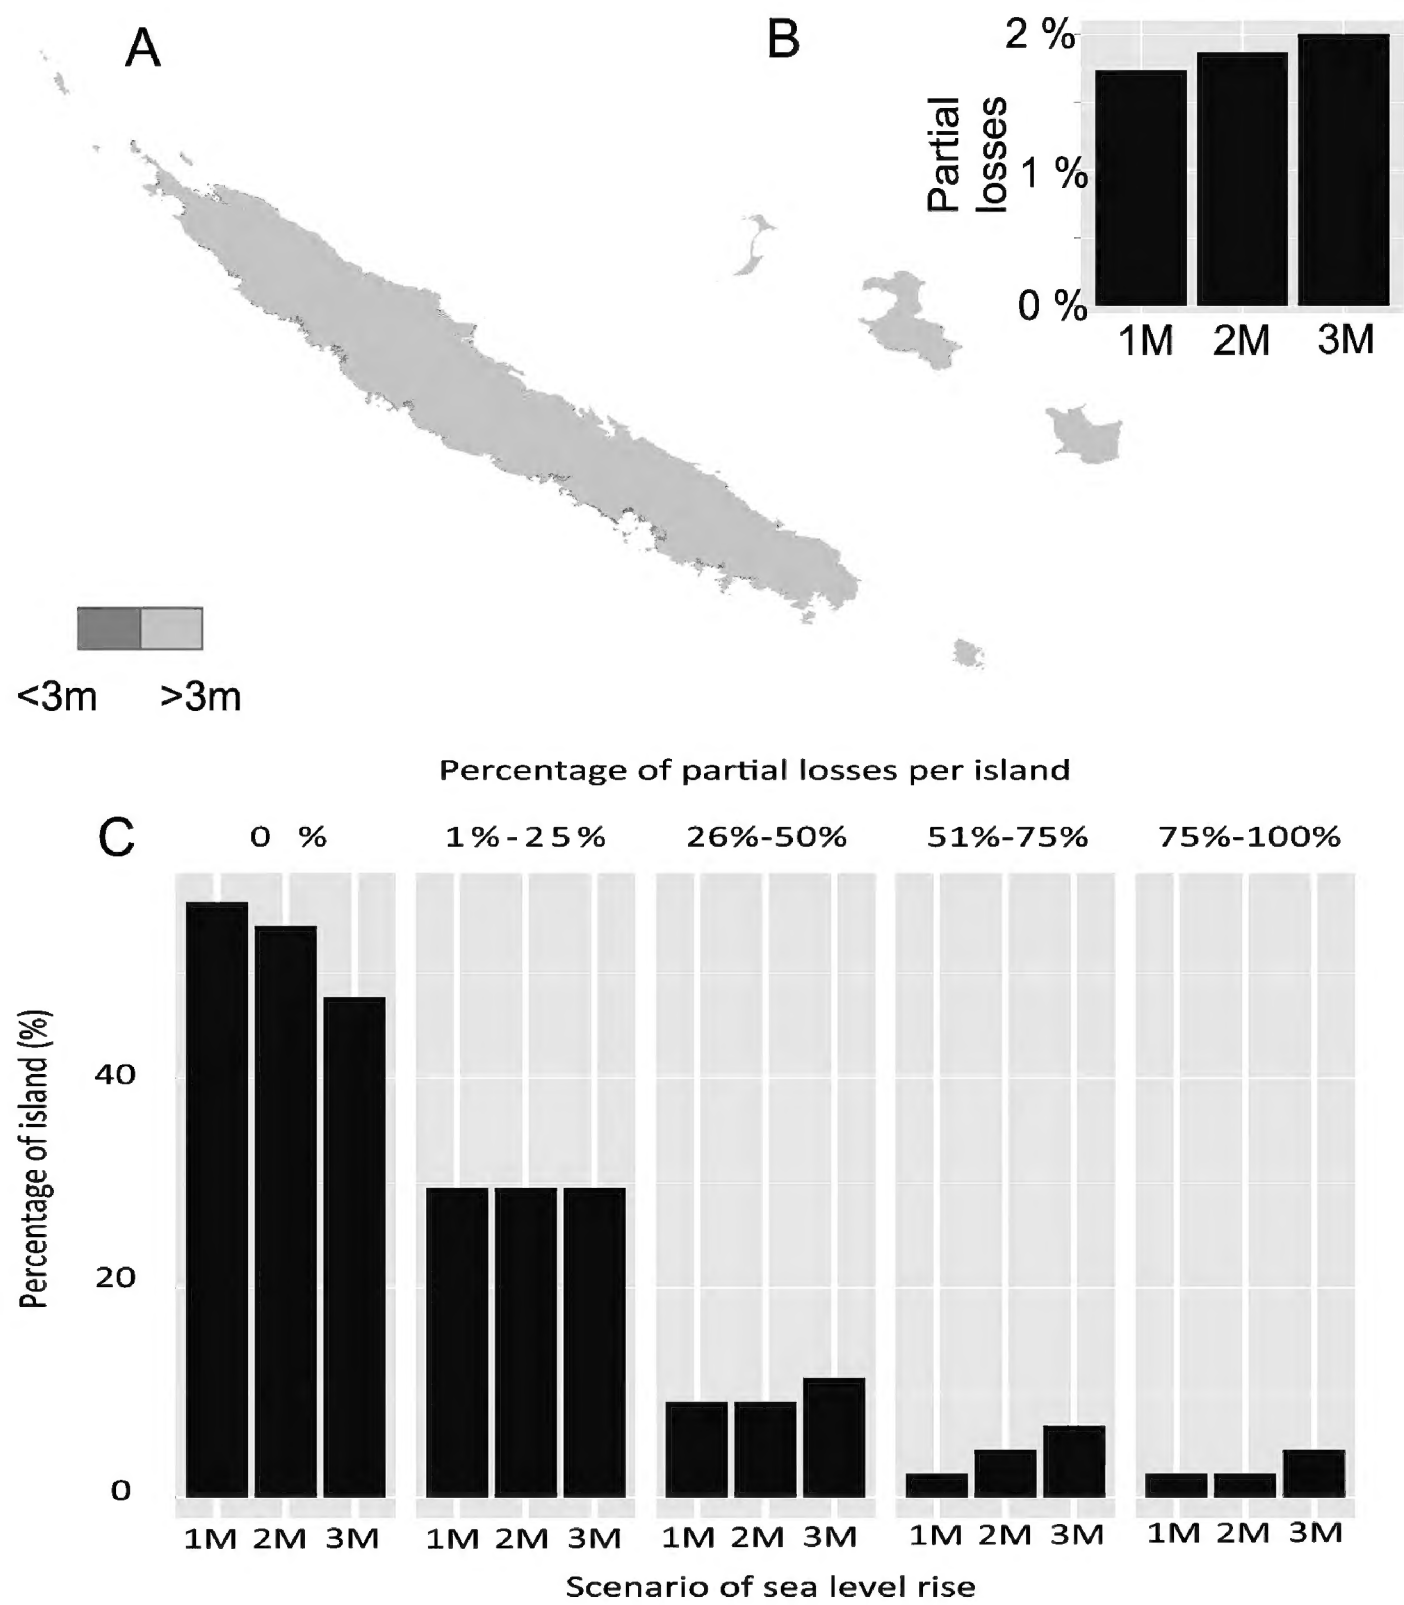 A
B
2 %
Partial
losses
1 %
0 %
1M 2M 3M
<3m >3m
Percentage of partial losses per island
C
0 % 1%-25% 26%-50% 51%-75% 75%-100%
Percentage of island (%)
40
20
0
1M 2M 3M 1M 2M 3M 1M 2M 3M 1M 2M 3M 1M 2M 3M
Scenario of sea level rise